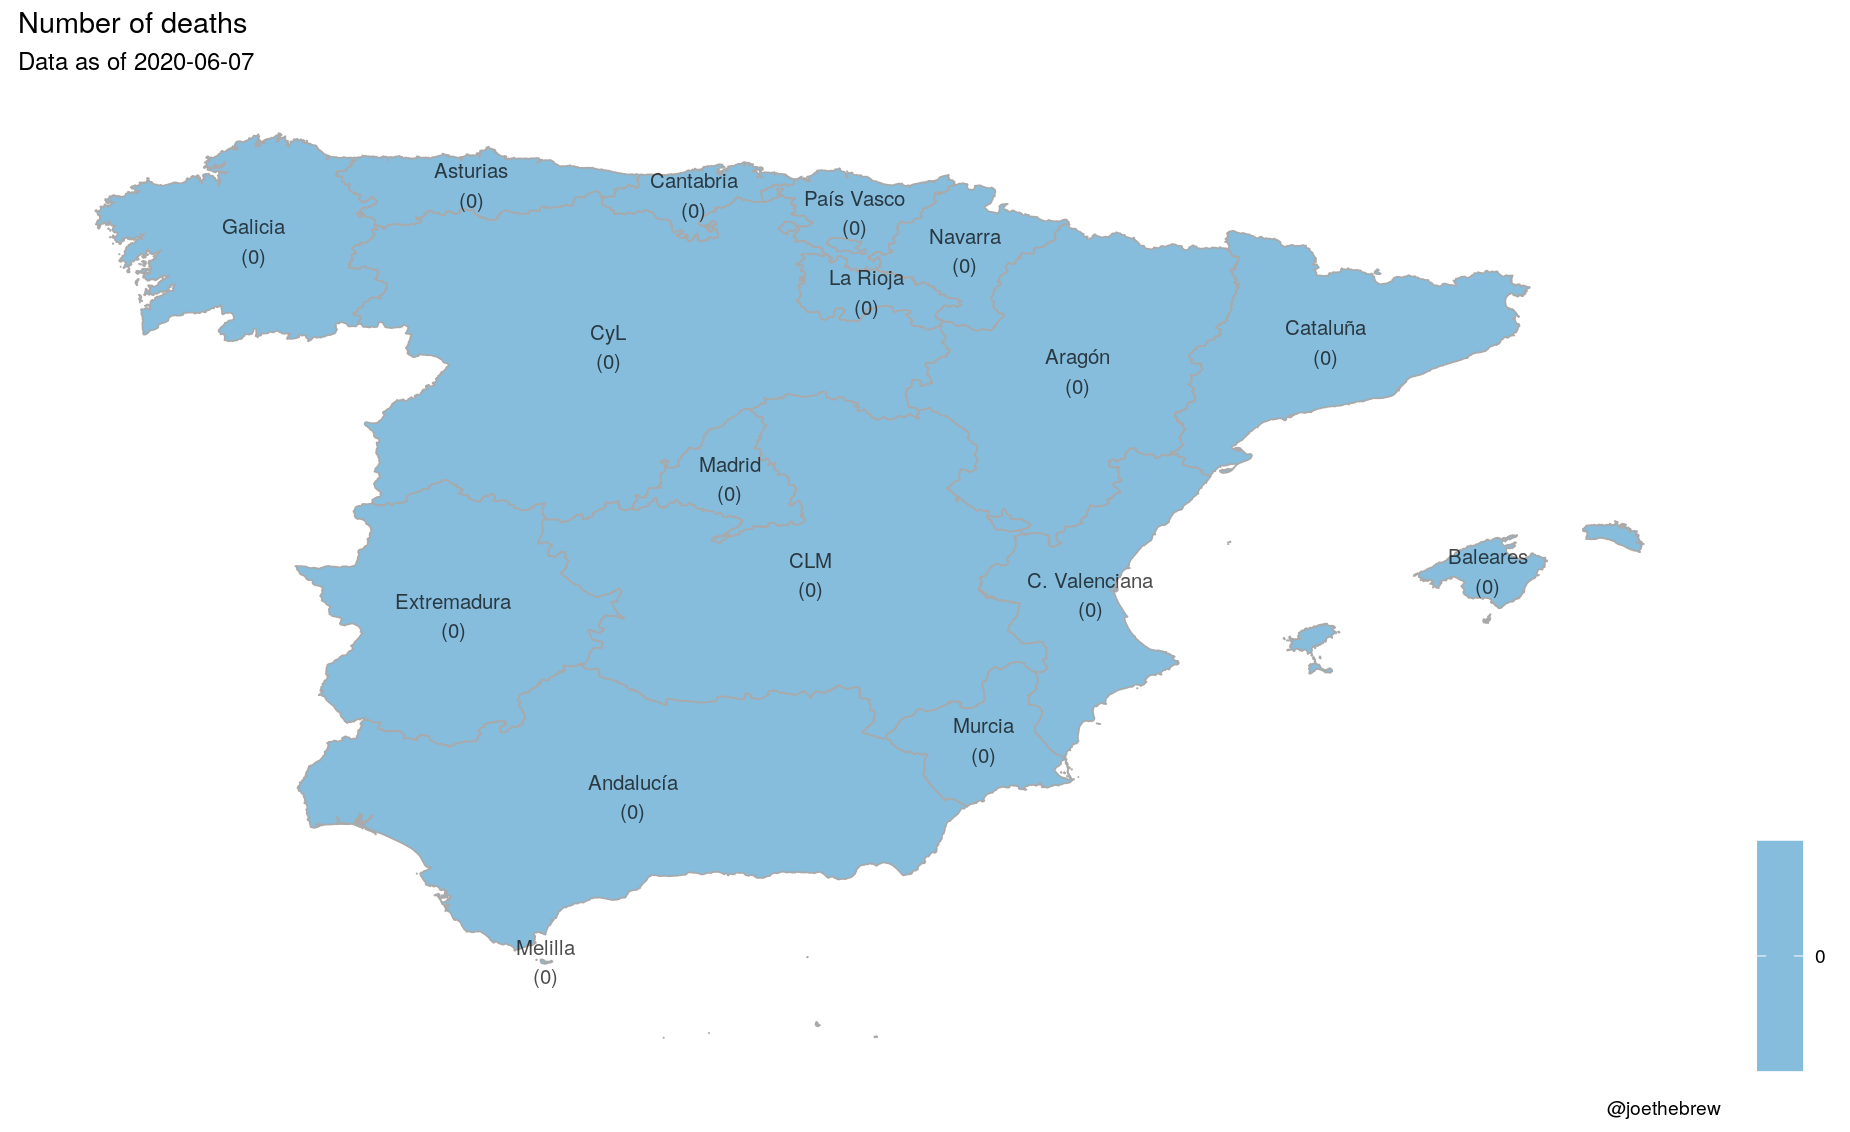 Number of deaths
Data as of 2020-06-07
Asturias
(0)
Cantabria
(0)
País Vasco
(0)
Galicia
(0)
Navarra
(0)
La Rioja
(0)
CyL
(0)
Cataluña
(0)
Aragón
(0)
Madrid
(0)
CLM
(0)
Baleares
(0)
C. Valenciana
(0)
Extremadura
(0)
Murcia
(0)
Andalucía
(0)
Melilla
(0)
0
@joethebrew